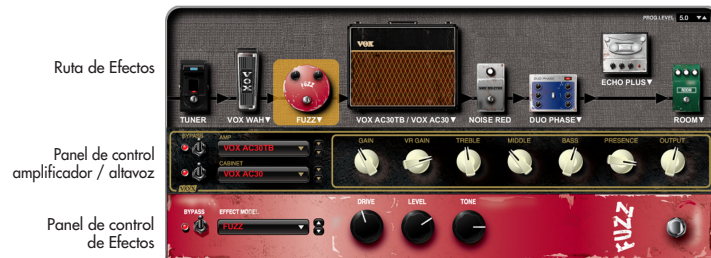 PROG.LEVEL 5.0 ▼▲
Ruta de Efectos
VOX
VOX
ROOM
ECHO PLUS▼
TUNER VOX WAH▼ FUZZ▼ VOX AC30TB / VOX AC30▼ NOISE RED DUO PHASE▼ ROOM▼
Panel de control
amplificador / altavoz
BYPASS AMP
VOX AC30TB
CABINET
VOX AC30
VOX
GAIN VR GAIN TREBLE MIDDLE BASS PRESENCE OUTPUT
Panel de control
de Efectos
BYPASS EFFECT MODEL
FUZZ
DRIVE LEVEL TONE
FUZZ